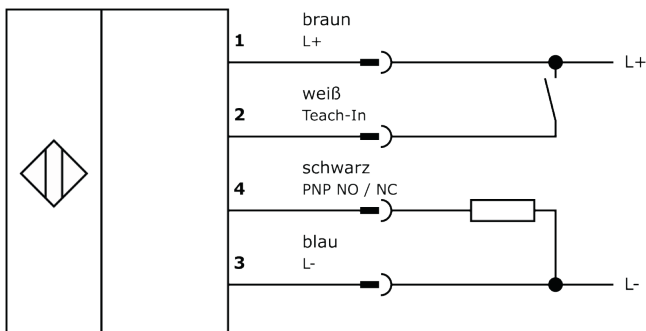 braun
1 L+ L+
weiß
2 Teach-In
schwarz
4 PNP NO / NC
blau
3 L- L-